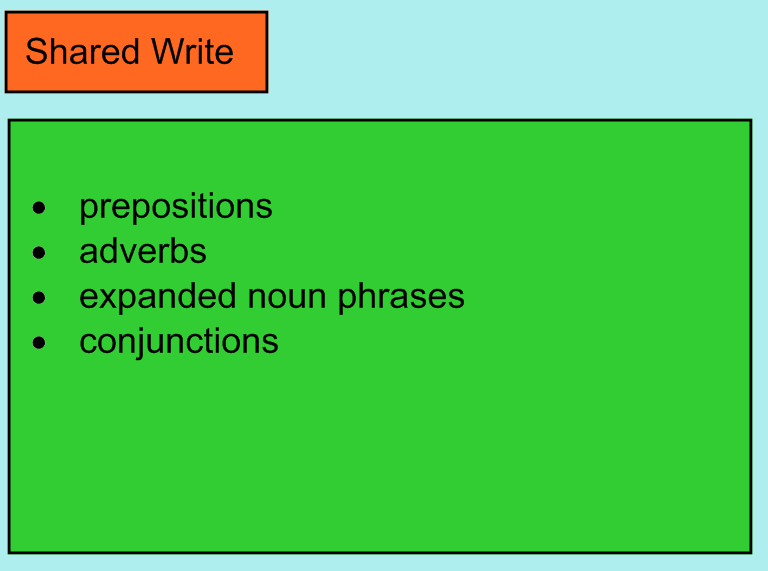 Shared Write
• prepositions
• adverbs
• expanded noun phrases
• conjunctions